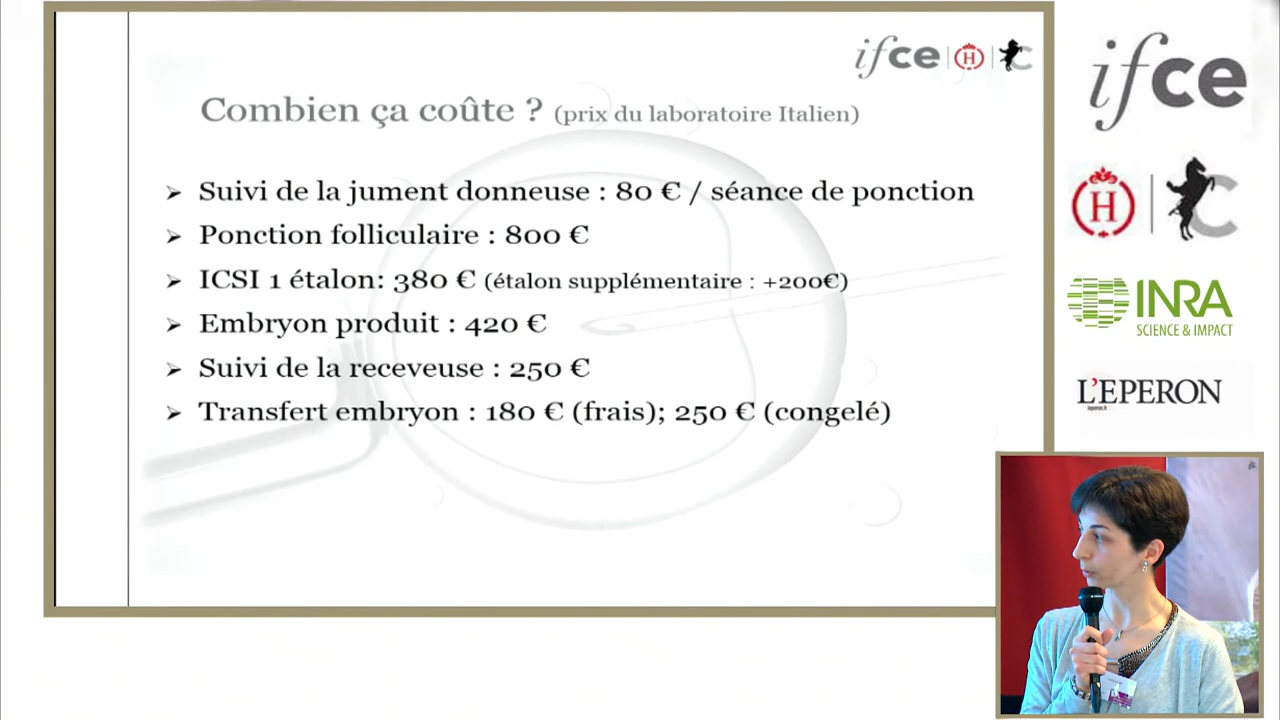 ifce
Combien ça coûte ? (prix du laboratoire Italien)
➢ Suivi de la jument donneuse : 80 € / séance de ponction
➢ Ponction folliculaire : 800 €
➢ ICSI 1 étalon: 380 € (étalon supplémentaire : +200€)
➢ Embryon produit : 420 €
➢ Suivi de la receveuse : 250 €
➢ Transfert embryon : 180 € (frais); 250 € (congelé)
ifce
H
C
INRA
SCIENCE & IMPACT
L'EPERON
leperon.fr